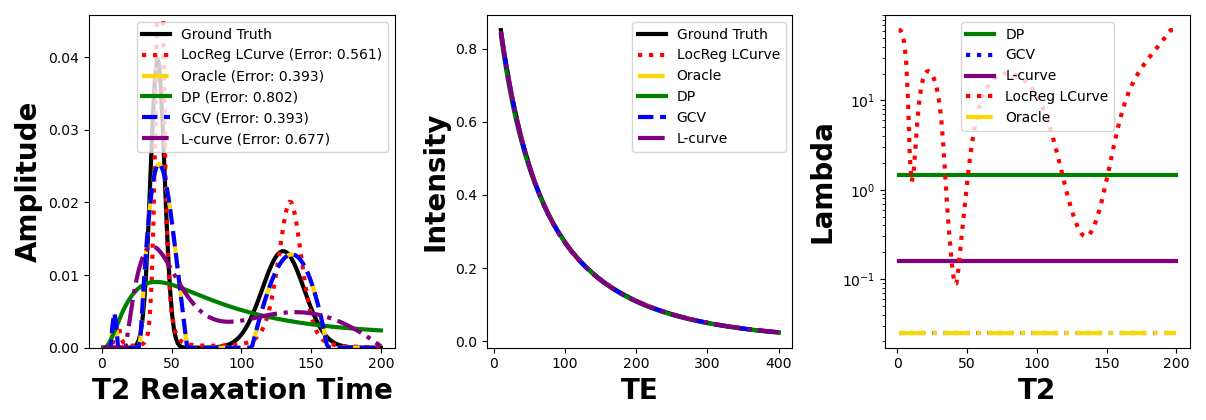 Amplitude
0.04
0.03
0.02
0.01
0.00
0
50
100
150
200
T2 Relaxation Time
Ground Truth
LocReg LCurve (Error: 0.561)
Oracle (Error: 0.393)
DP (Error: 0.802)
GCV (Error: 0.393)
L-curve (Error: 0.677)
Intensity
0.8
0.6
0.4
0.2
0.0
0
100
200
300
400
TE
Ground Truth
LocReg LCurve
Oracle
DP
GCV
L-curve
Lambda
10¹
10⁰
10⁻¹
0
50
100
150
200
T2
DP
GCV
L-curve
LocReg LCurve
Oracle